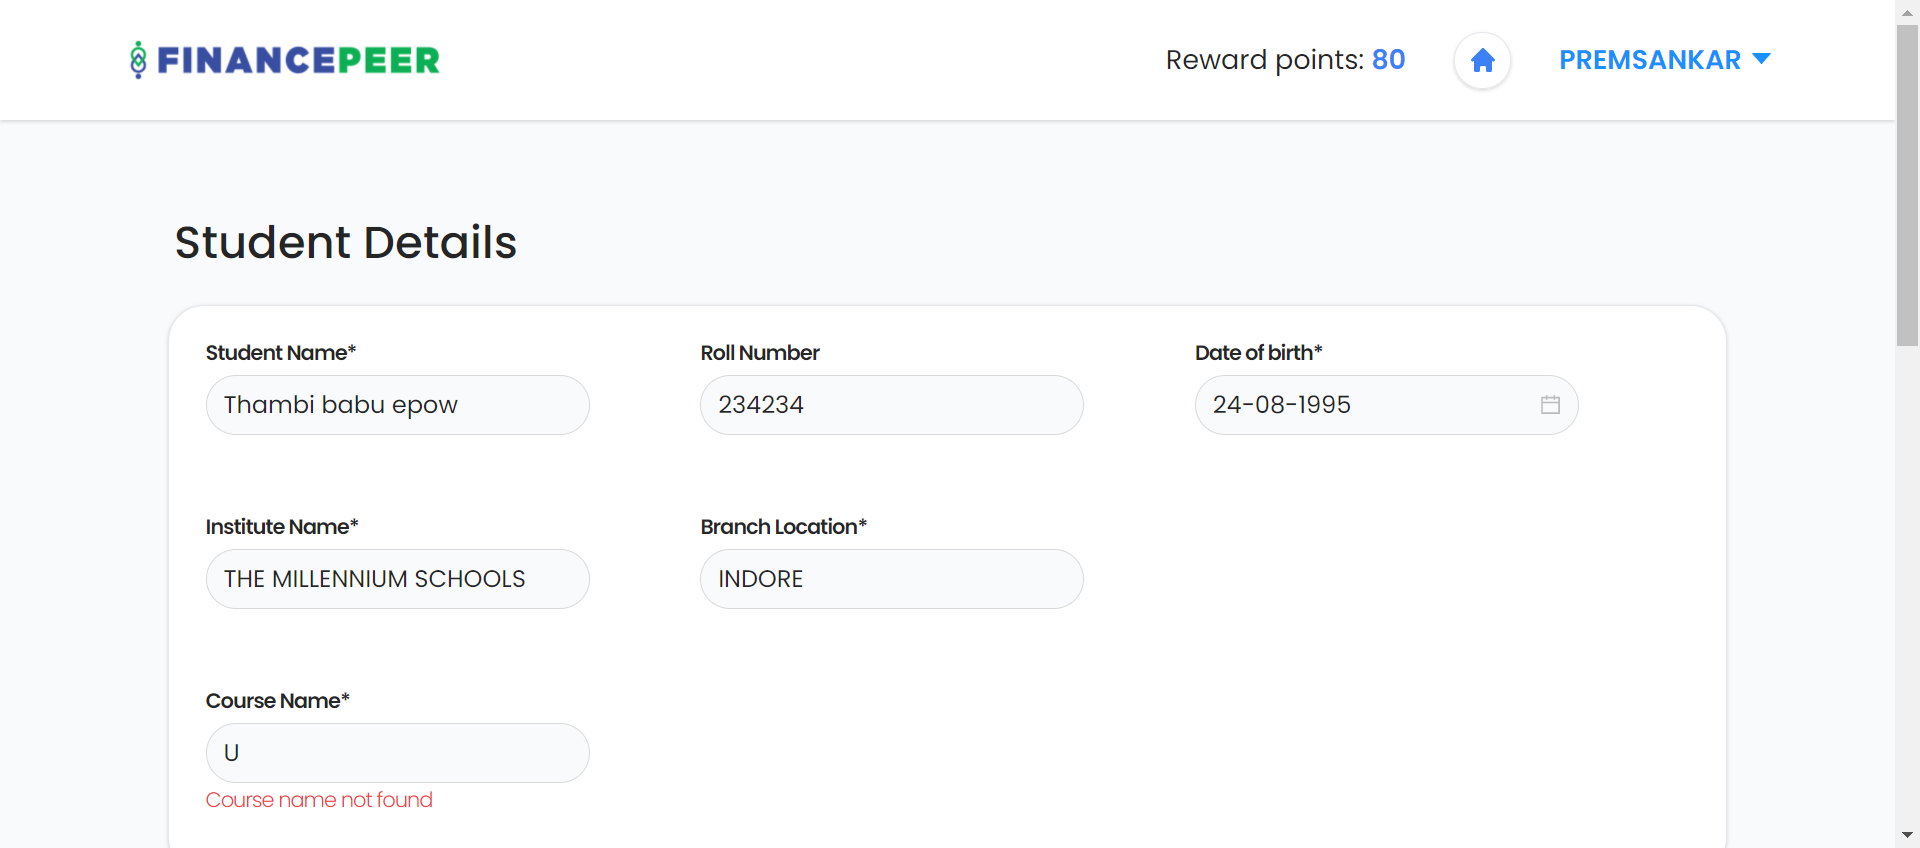 FINANCEPEER
Reward points: 80
PREMSANKAR
Student Details
Student Name*
Roll Number
Date of birth*
Thambi babu epow
234234
24-08-1995
Institute Name*
Branch Location*
THE MILLENNIUM SCHOOLS
INDORE
Course Name*
U
Course name not found